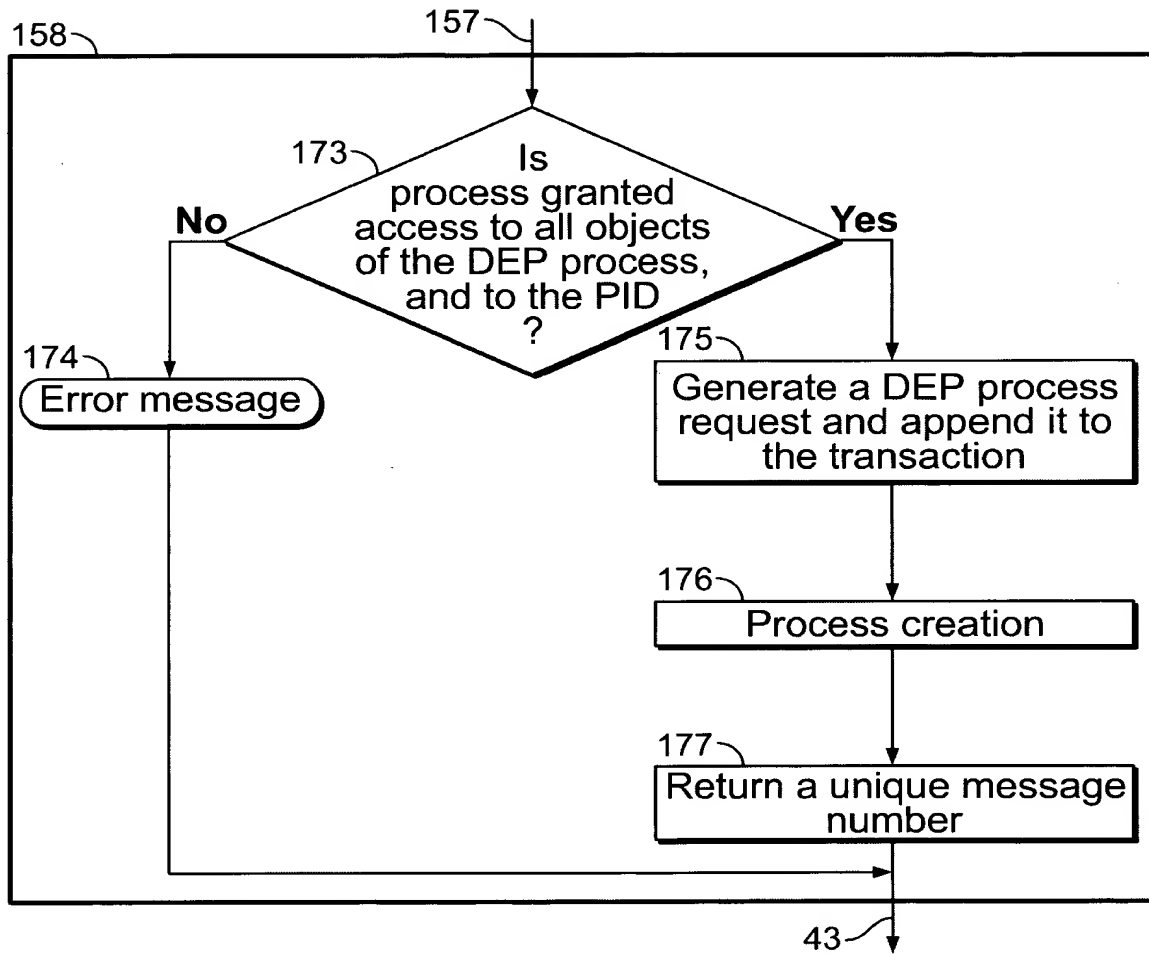 157
158
173
Is
process granted
access to all objects
of the DEP process,
and to the PID
?
No
Yes
174
Error message
175
Generate a DEP process
request and append it to
the transaction
176
Process creation
177
Return a unique message
number
43